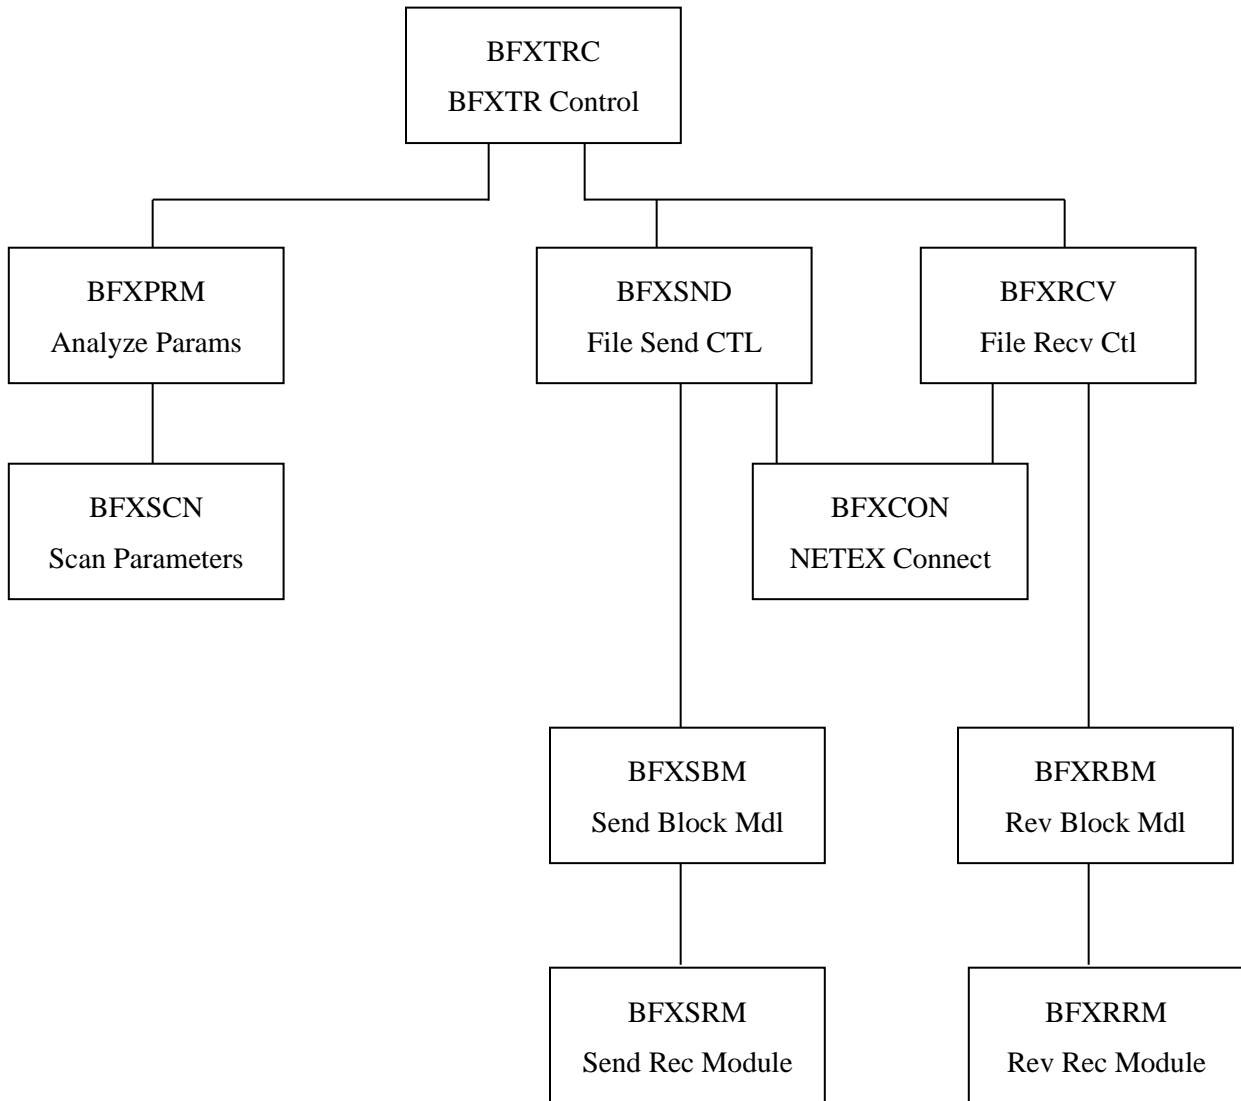 BFXTRC
BFXTR Control
BFXPRM
Analyze Params
BFXSND
File Send CTL
BFXRCV
File Recv Ctl
BFXSCN
Scan Parameters
BFXCON
NETEX Connect
BFXSBM
Send Block Mdl
BFXRBM
Rev Block Mdl
BFXSRM
Send Rec Module
BFXRRM
Rev Rec Module